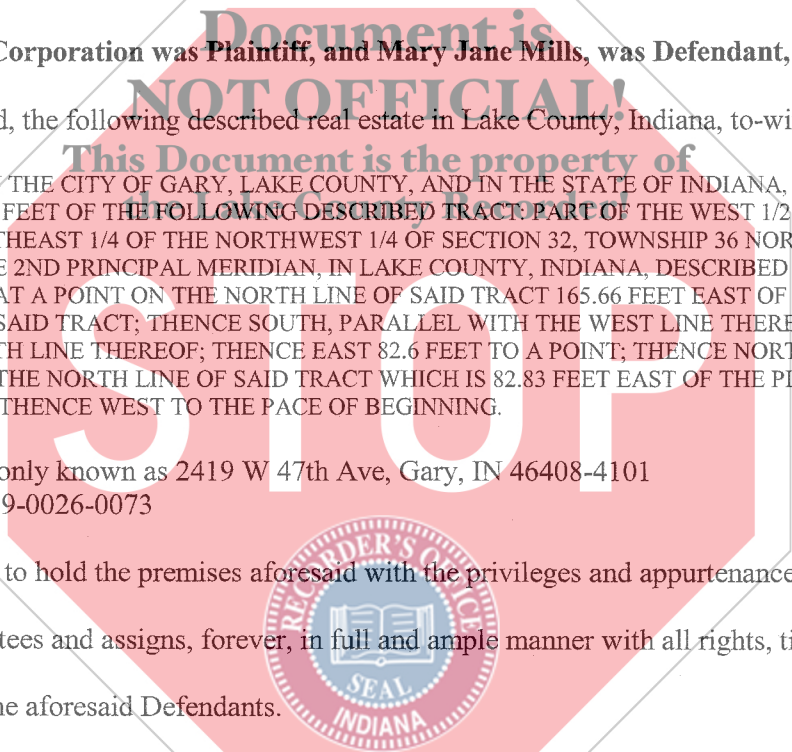 Document is
Corporation was Plaintiff, and Mary Jane Mills, was Defendant,
NOT OFFICIAL!
d, the following described real estate in Lake County, Indiana, to-wi
This Document is the property of
THE CITY OF GARY, LAKE COUNTY, AND IN THE STATE OF INDIANA,
the Lake County Recorder!
FEET OF THE FOLLOWING DESCRIBED TRACT: PART OF THE WEST 1/2
THEAST 1/4 OF THE NORTHWEST 1/4 OF SECTION 32, TOWNSHIP 36 NOR
E 2ND PRINCIPAL MERIDIAN, IN LAKE COUNTY, INDIANA, DESCRIBED
AT A POINT ON THE NORTH LINE OF SAID TRACT 165.66 FEET EAST OF
SAID TRACT; THENCE SOUTH, PARALLEL WITH THE WEST LINE THERE
TH LINE THEREOF; THENCE EAST 82.6 FEET TO A POINT; THENCE NORT
THE NORTH LINE OF SAID TRACT WHICH IS 82.83 FEET EAST OF THE PL
THENCE WEST TO THE PACE OF BEGINNING.
STOP
only known as 2419 W 47th Ave, Gary, IN 46408-4101
9-0026-0073
RECORDER'S OFFICE
to hold the premises aforesaid with the privileges and appurtenance
tees and assigns, forever, in full and ample manner with all rights, ti
SEAL
ne aforesaid Defendants.
INDIANA